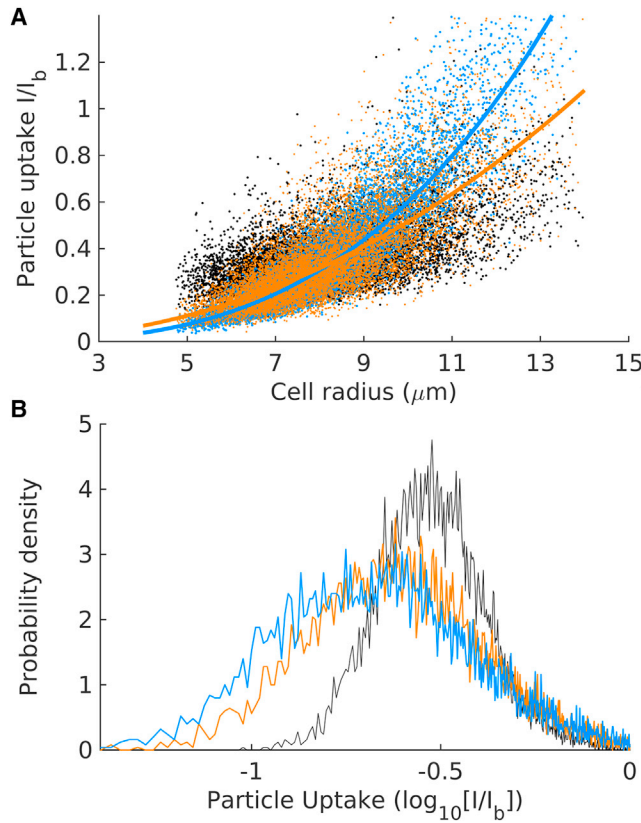 A
Particle uptake I/I_b
1.2
1
0.8
0.6
0.4
0.2
0
3 5 7 9 11 13 15
Cell radius (μm)
B
Probability density
5
4
3
2
1
0
-1 -0.5 0
Particle Uptake (log_10[I/I_b])